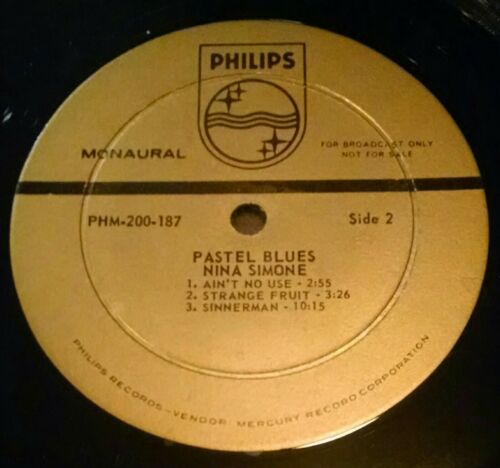 PHILIPS
MONAURAL
FOR BROADCAST ONLY
NOT FOR SALE
PHM-200-187
Side 2
PASTEL BLUES
NINA SIMONE
1. AIN'T NO USE - 2:55
2. STRANGE FRUIT - 3:26
3. SINNERMAN - 10:15
PHILIPS RECORDS-VENDOR: MERCURY RECORD CORPORATION